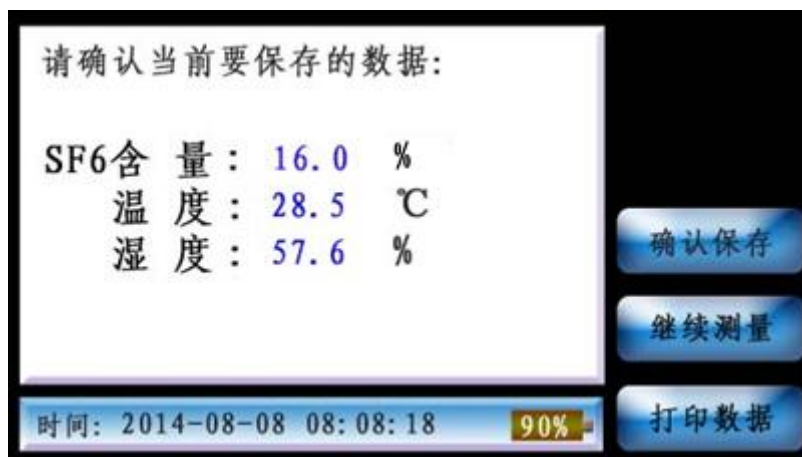 请确认当前要保存的数据:
SF6含 量: 16.0 %
温 度: 28.5 ℃
湿 度: 57.6 %
确认保存
继续测量
打印数据
时间: 2014-08-08 08:08:18 90%